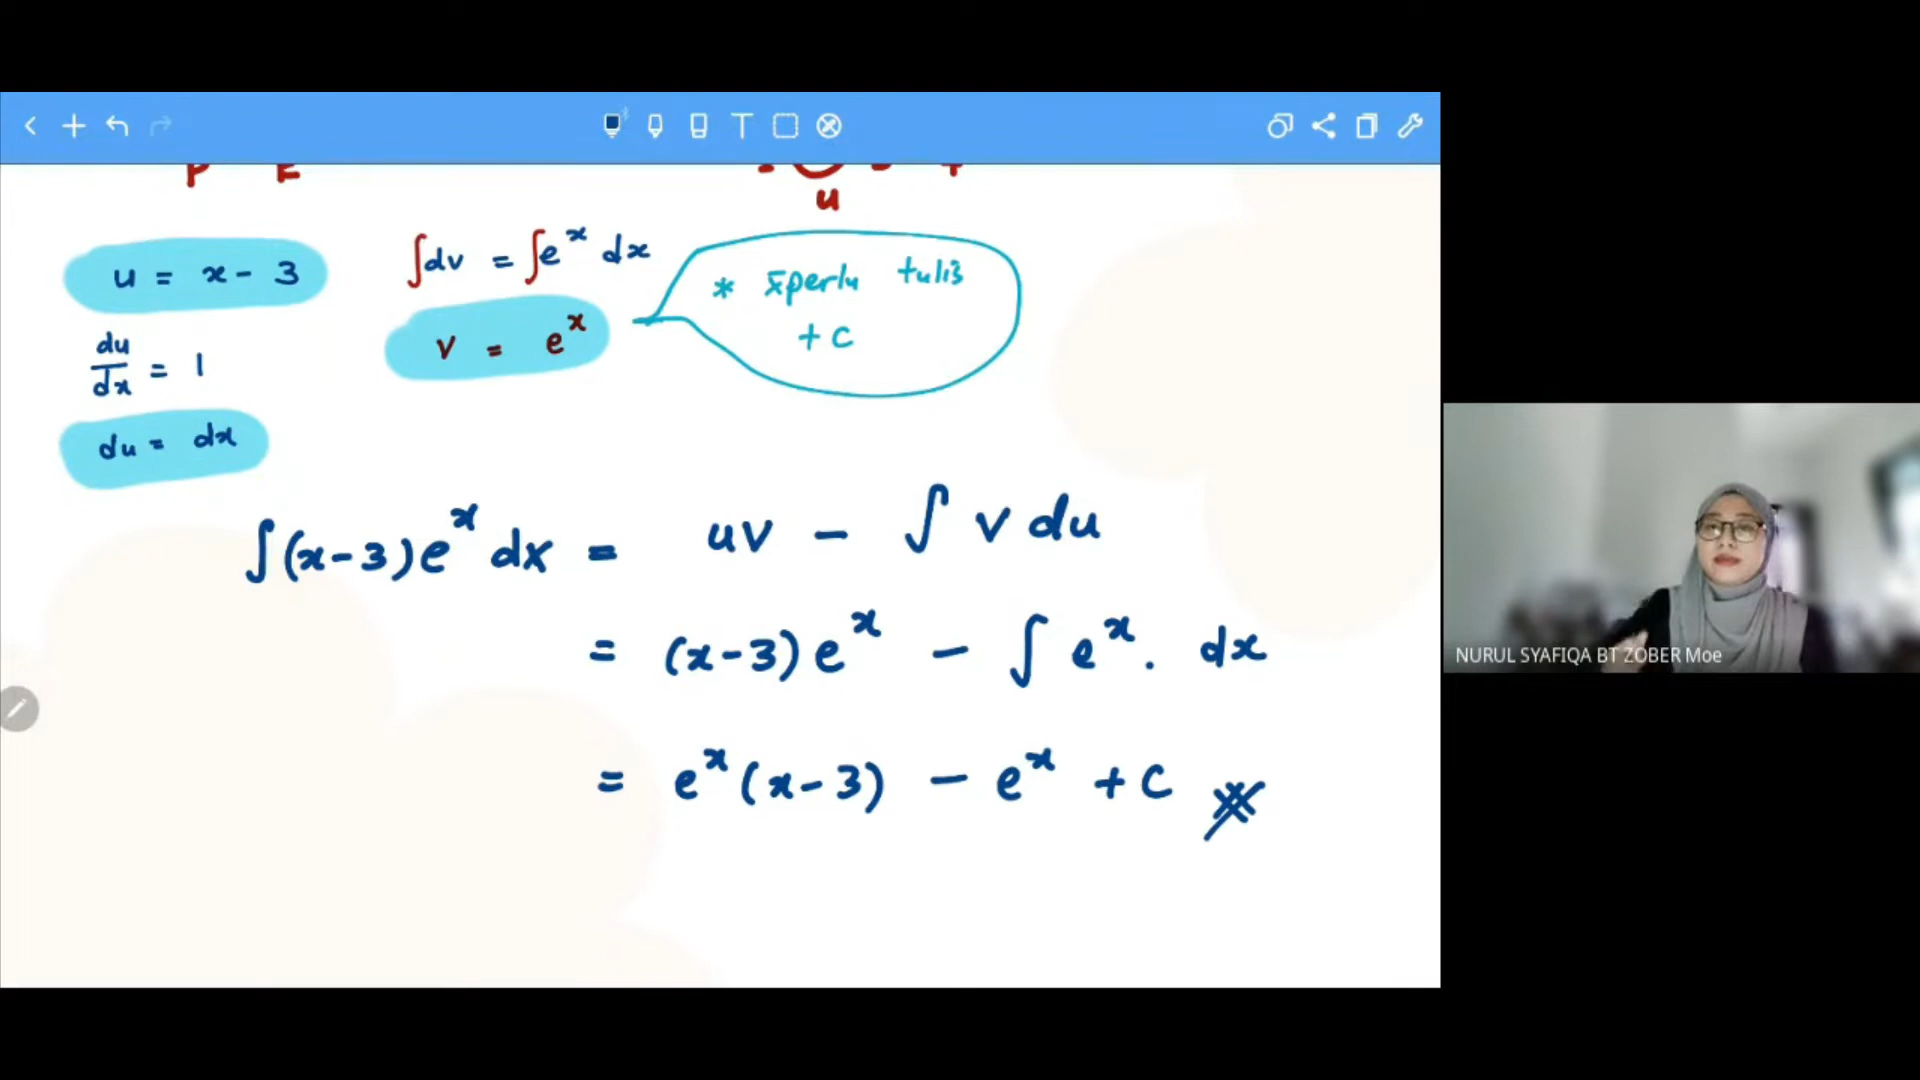 P E
u
u = x - 3
∫dv = ∫e^x dx
* x̄perlu tulis
+ C
v = e^x
du/dx = 1
du = dx
∫(x-3)e^x dx = uv - ∫ v du
= (x-3)e^x - ∫ e^x . dx
= e^x (x-3) - e^x + C
NURUL SYAFIQA BT ZOBER Moe